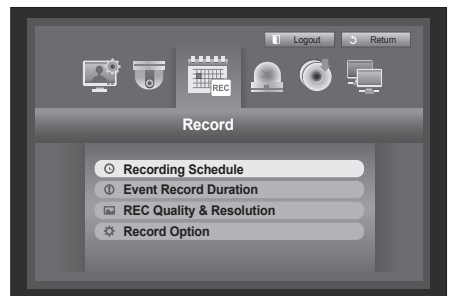 Logout Return
REC
Record
Recording Schedule
Event Record Duration
REC Quality & Resolution
Record Option